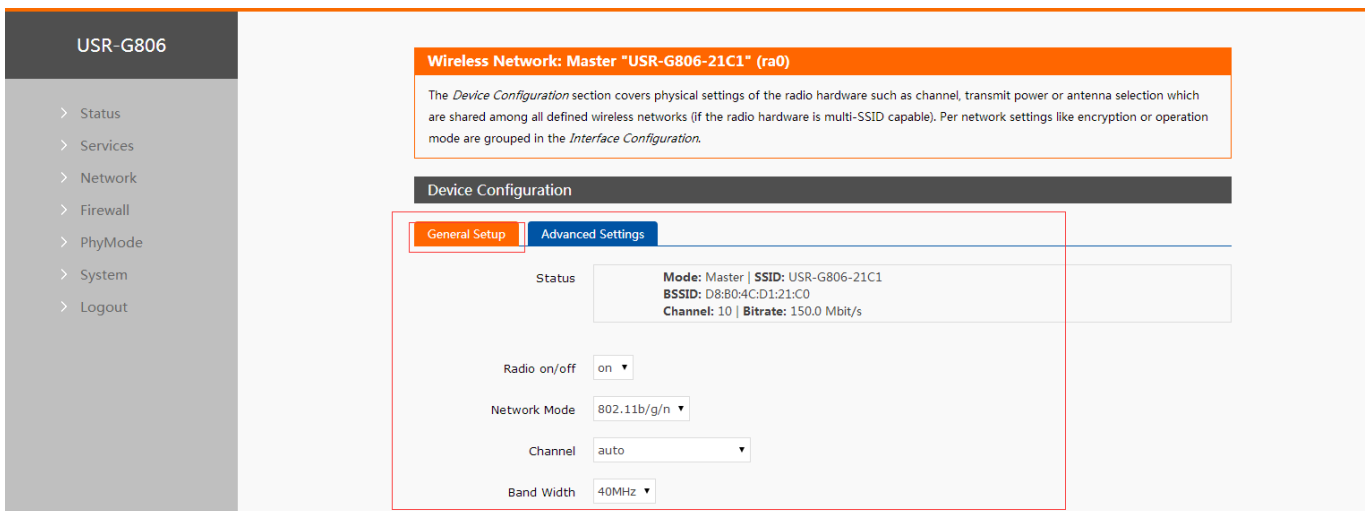 USR-G806
Status
Services
Network
Firewall
PhyMode
System
Logout
Wireless Network: Master "USR-G806-21C1" (ra0)
The Device Configuration section covers physical settings of the radio hardware such as channel, transmit power or antenna selection which
are shared among all defined wireless networks (if the radio hardware is multi-SSID capable). Per network settings like encryption or operation
mode are grouped in the Interface Configuration.
Device Configuration
General Setup Advanced Settings
Status
Mode: Master | SSID: USR-G806-21C1
BSSID: D8:B0:4C:D1:21:C0
Channel: 10 | Bitrate: 150.0 Mbit/s
Radio on/off on
Network Mode 802.11b/g/n
Channel auto
Band Width 40MHz